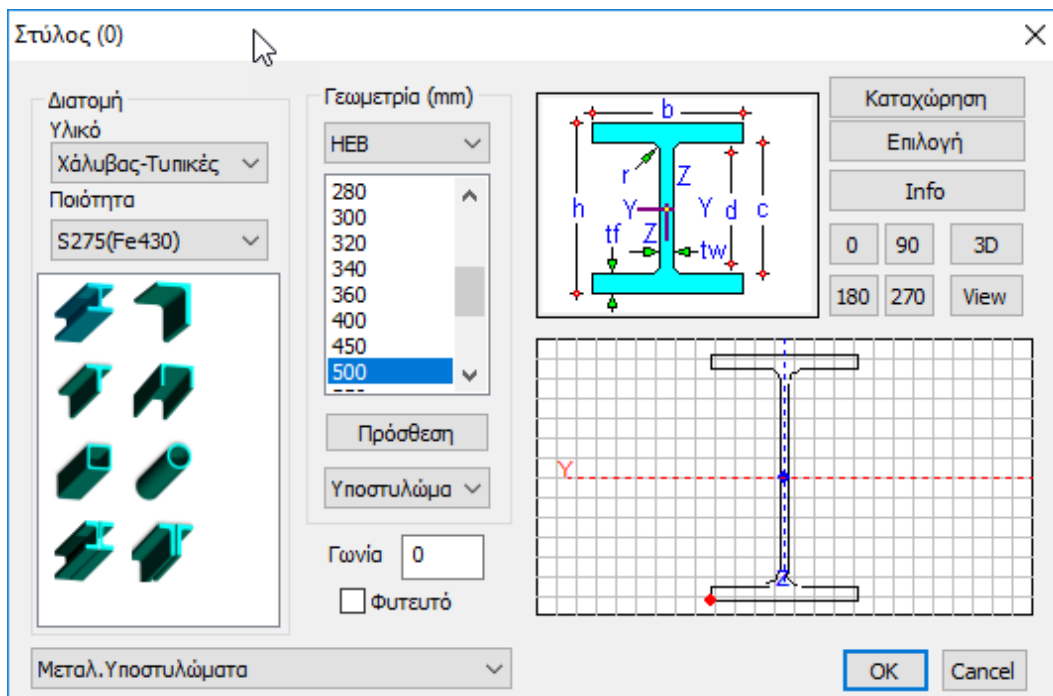 Στύλος (0)
Διατομή
Υλικό
Χάλυβας-Τυπικές
Ποιότητα
S275(Fe430)
Γεωμετρία (mm)
HEB
280
300
320
340
360
400
450
500
Πρόσθεση
Υποστυλώμα
Γωνία 0
Φυτευτό
b
r Z
h Y Y d c
tf Z tw
Καταχώρηση
Επιλογή
Info
0 90 3D
180 270 View
Y
Z
Μεταλ.Υποστυλώματα
OK Cancel